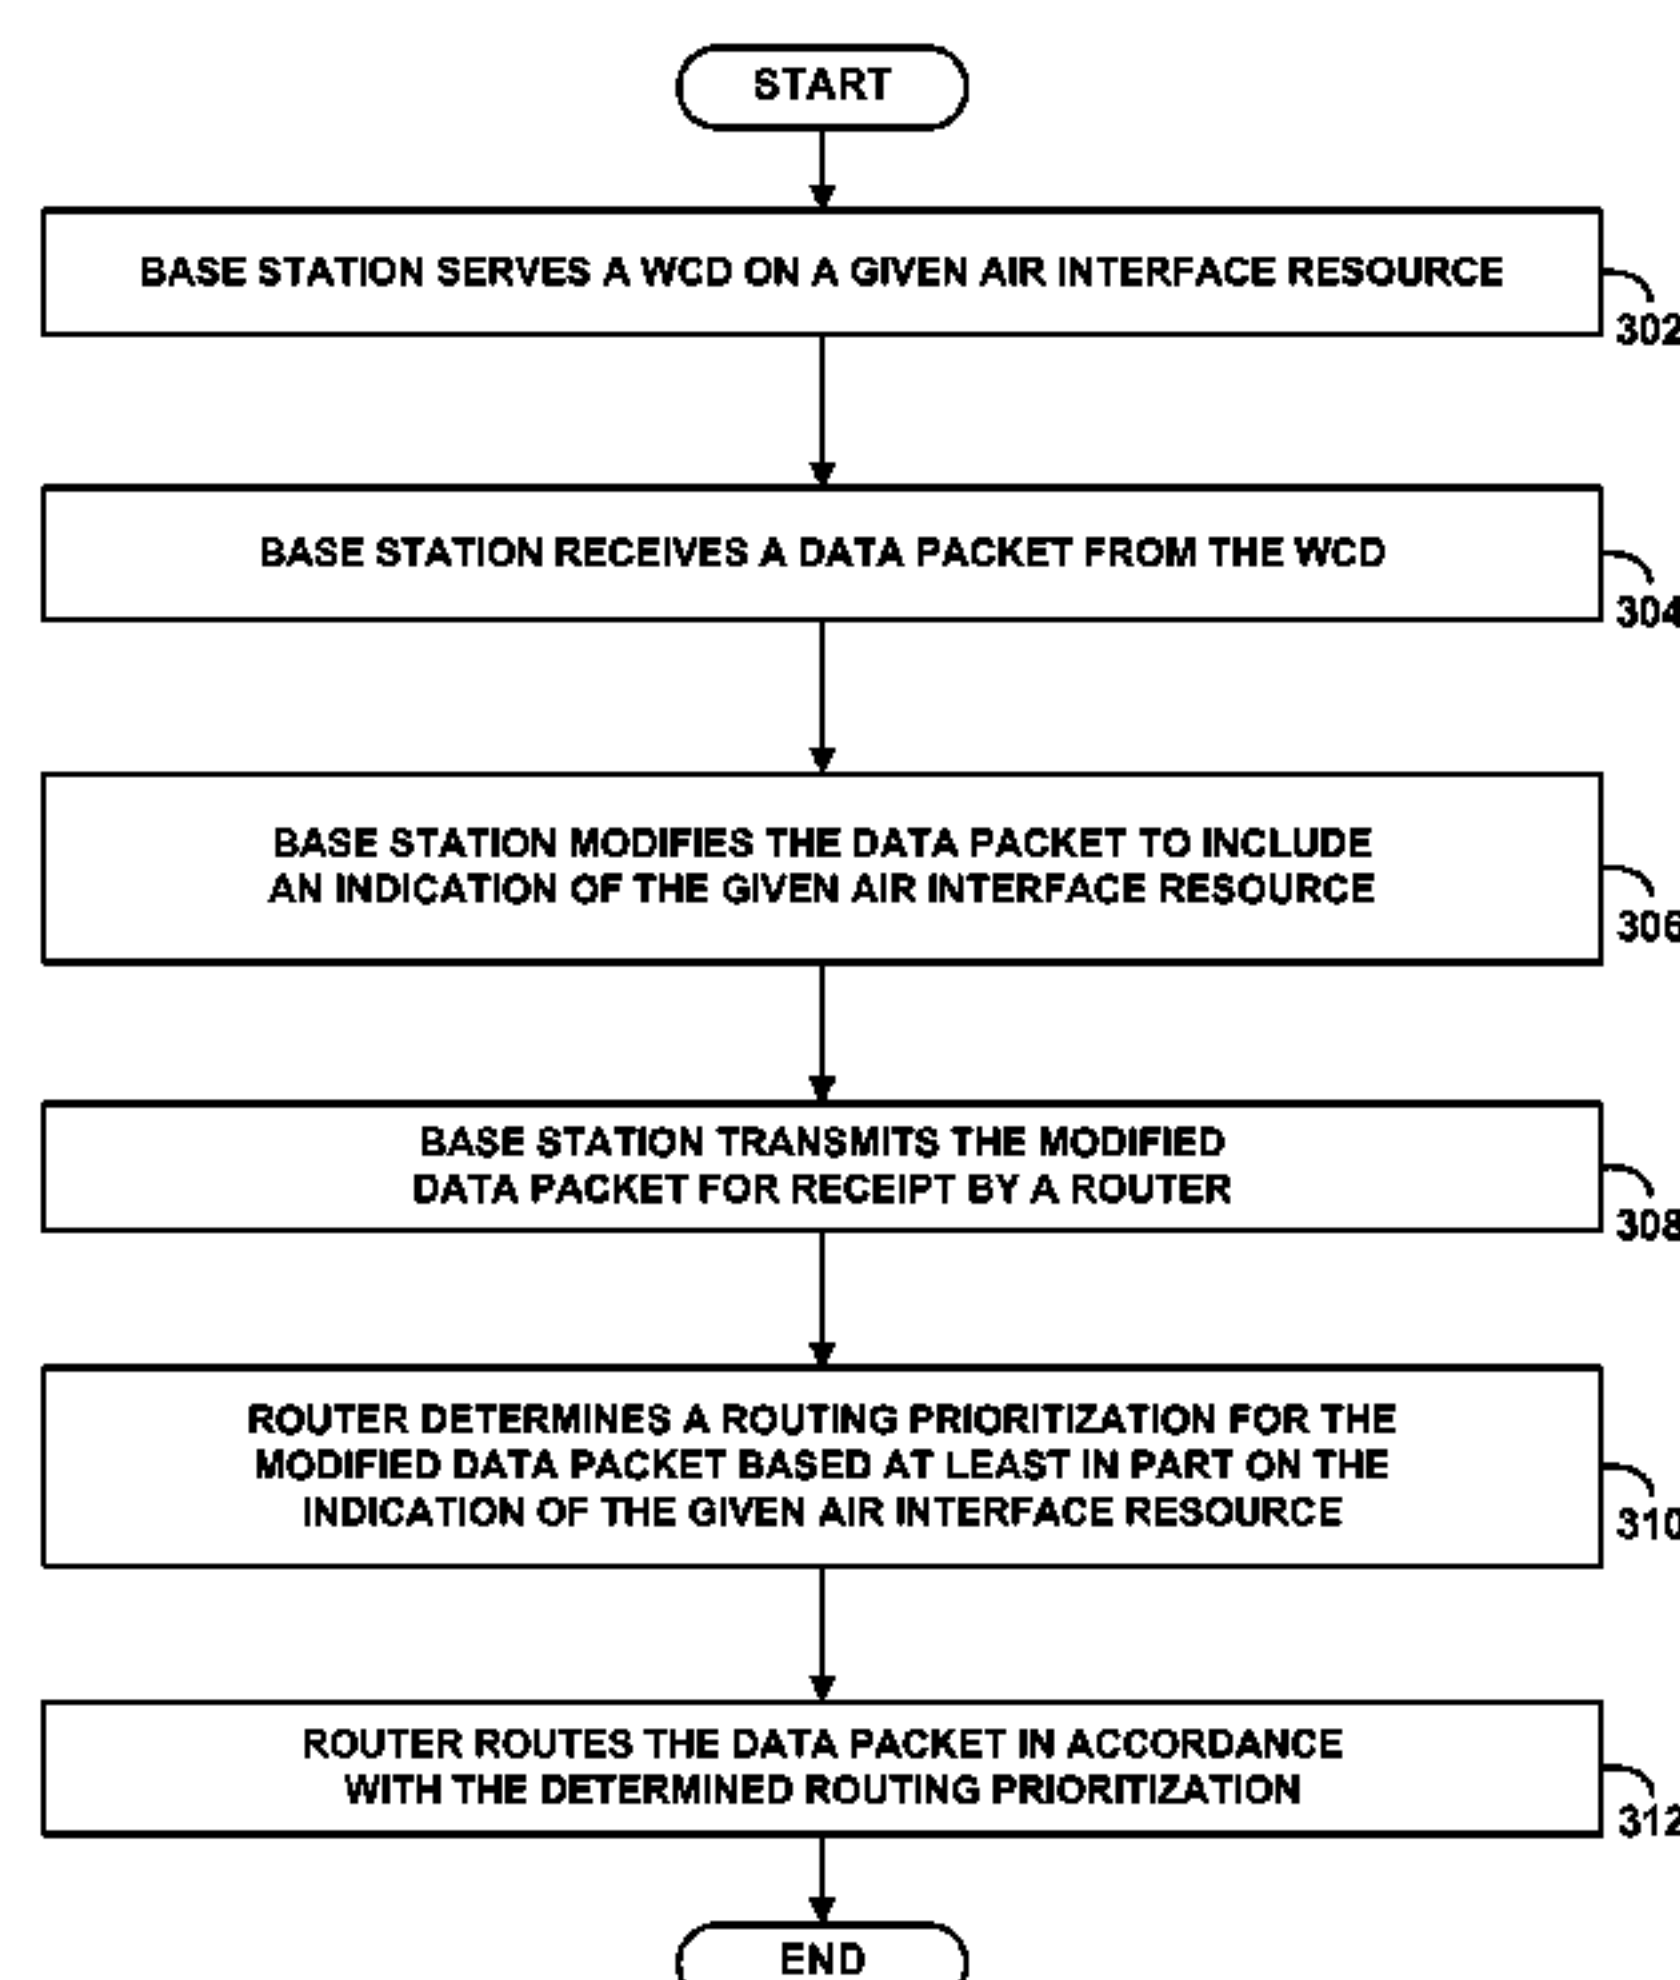 START
BASE STATION SERVES A WCD ON A GIVEN AIR INTERFACE RESOURCE
302
BASE STATION RECEIVES A DATA PACKET FROM THE WCD
304
BASE STATION MODIFIES THE DATA PACKET TO INCLUDE
AN INDICATION OF THE GIVEN AIR INTERFACE RESOURCE
306
BASE STATION TRANSMITS THE MODIFIED
DATA PACKET FOR RECEIPT BY A ROUTER
308
ROUTER DETERMINES A ROUTING PRIORITIZATION FOR THE
MODIFIED DATA PACKET BASED AT LEAST IN PART ON THE
INDICATION OF THE GIVEN AIR INTERFACE RESOURCE
310
ROUTER ROUTES THE DATA PACKET IN ACCORDANCE
WITH THE DETERMINED ROUTING PRIORITIZATION
312
END